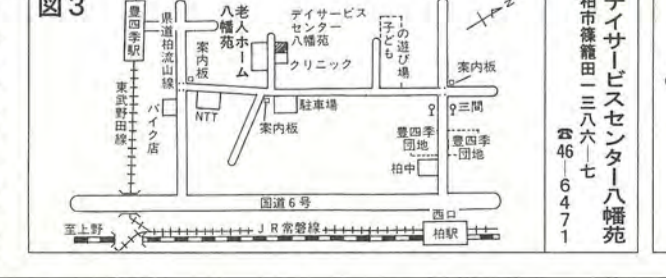 図3
デイサービスセンター八幡苑
柏市篠籠田一三八六―七
☎46―6471
豊四季駅
県道柏流山線
案内板
老人ホーム
八幡苑
デイサービス
センター
八幡苑
クリニック
子どもの遊び場
N
案内板
東武野田線
バイク店
NTT
案内板
駐車場
三間
豊四季
団地
豊四季
団地
柏中
国道6号
西口
至上野
JR常磐線
柏駅